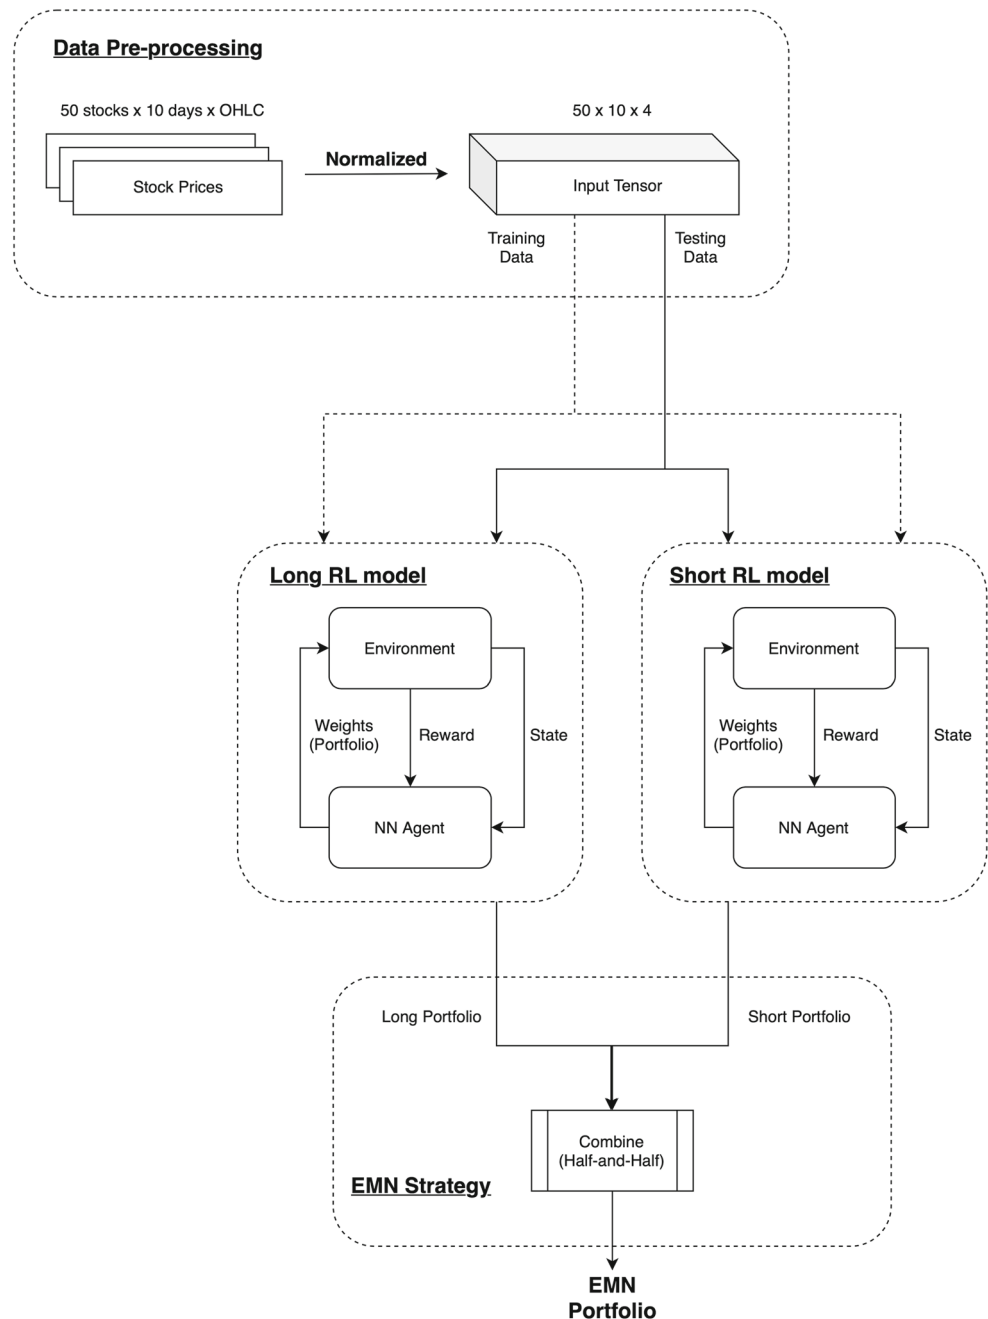 Data Pre-processing
50 stocks x 10 days x OHLC
50 x 10 x 4
Stock Prices
Normalized
Input Tensor
Training
Data
Testing
Data
Long RL model
Environment
Weights
(Portfolio)
Reward
State
NN Agent
Short RL model
Environment
Weights
(Portfolio)
Reward
State
NN Agent
Long Portfolio
Short Portfolio
Combine
(Half-and-Half)
EMN Strategy
EMN
Portfolio